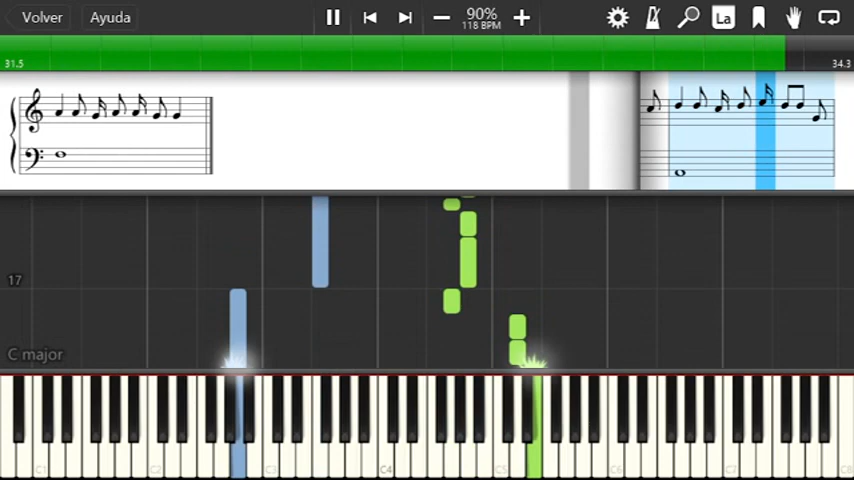 Volver
Ayuda
90%
118 BPM
La
31.5
34.3
17
C major
C1
C2
C3
C4
C5
C6
C7
C8